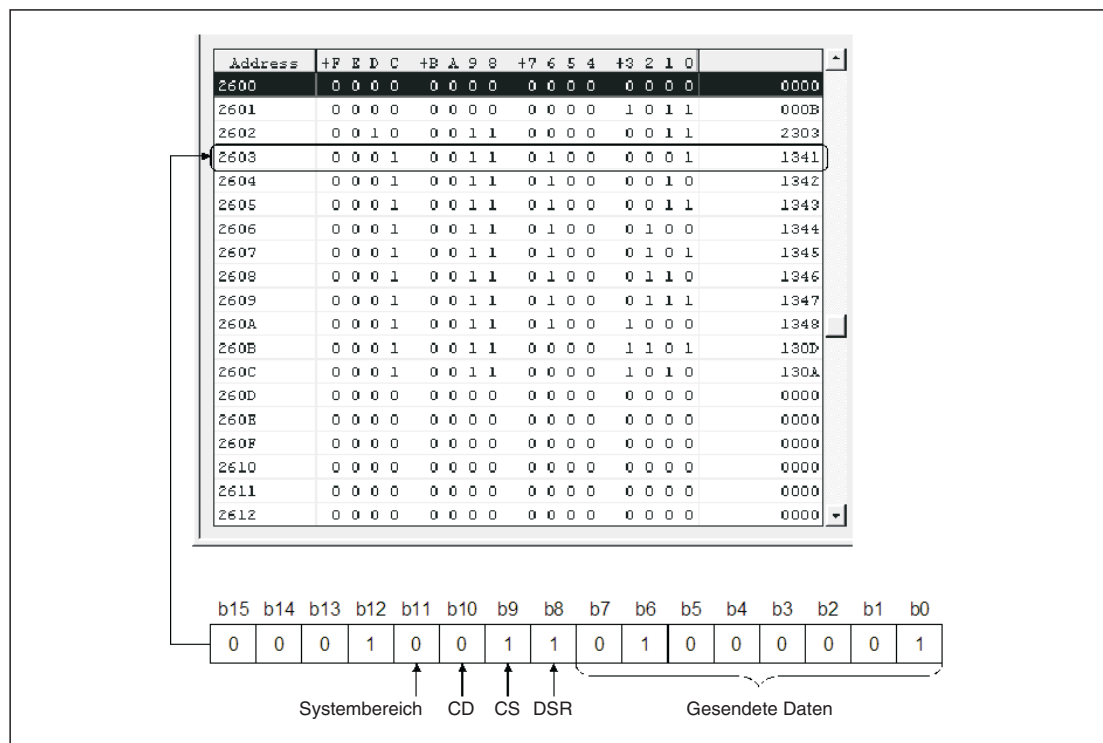 Address +F E D C +B A 9 8 +7 6 5 4 +3 2 1 0
2600 0 0 0 0 0 0 0 0 0 0 0 0 0 0 0 0 0000
2601 0 0 0 0 0 0 0 0 0 0 0 0 1 0 1 1 000B
2602 0 0 1 0 0 0 1 1 0 0 0 0 0 0 1 1 2303
2603 0 0 0 1 0 0 1 1 0 1 0 0 0 0 0 1 1341
2604 0 0 0 1 0 0 1 1 0 1 0 0 0 0 1 0 1342
2605 0 0 0 1 0 0 1 1 0 1 0 0 0 0 1 1 1343
2606 0 0 0 1 0 0 1 1 0 1 0 0 0 1 0 0 1344
2607 0 0 0 1 0 0 1 1 0 1 0 0 0 1 0 1 1345
2608 0 0 0 1 0 0 1 1 0 1 0 0 0 1 1 0 1346
2609 0 0 0 1 0 0 1 1 0 1 0 0 0 1 1 1 1347
260A 0 0 0 1 0 0 1 1 0 1 0 0 1 0 0 0 1348
260B 0 0 0 1 0 0 1 1 0 0 0 0 1 1 0 1 130D
260C 0 0 0 1 0 0 1 1 0 0 0 0 1 0 1 0 130A
260D 0 0 0 0 0 0 0 0 0 0 0 0 0 0 0 0 0000
260E 0 0 0 0 0 0 0 0 0 0 0 0 0 0 0 0 0000
260F 0 0 0 0 0 0 0 0 0 0 0 0 0 0 0 0 0000
2610 0 0 0 0 0 0 0 0 0 0 0 0 0 0 0 0 0000
2611 0 0 0 0 0 0 0 0 0 0 0 0 0 0 0 0 0000
2612 0 0 0 0 0 0 0 0 0 0 0 0 0 0 0 0 0000
b15 b14 b13 b12 b11 b10 b9 b8 b7 b6 b5 b4 b3 b2 b1 b0
0 0 0 1 0 0 1 1 0 1 0 0 0 0 0 1
Systembereich CD CS DSR Gesendete Daten